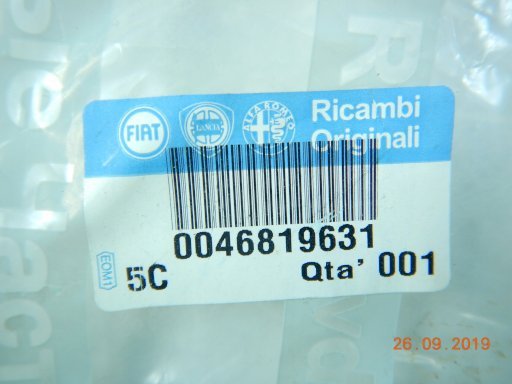 FIAT LANCIA ALFA ROMEO Ricambi
Originali
0046819631
EOM1 5C Qta' 001
26.09.2019